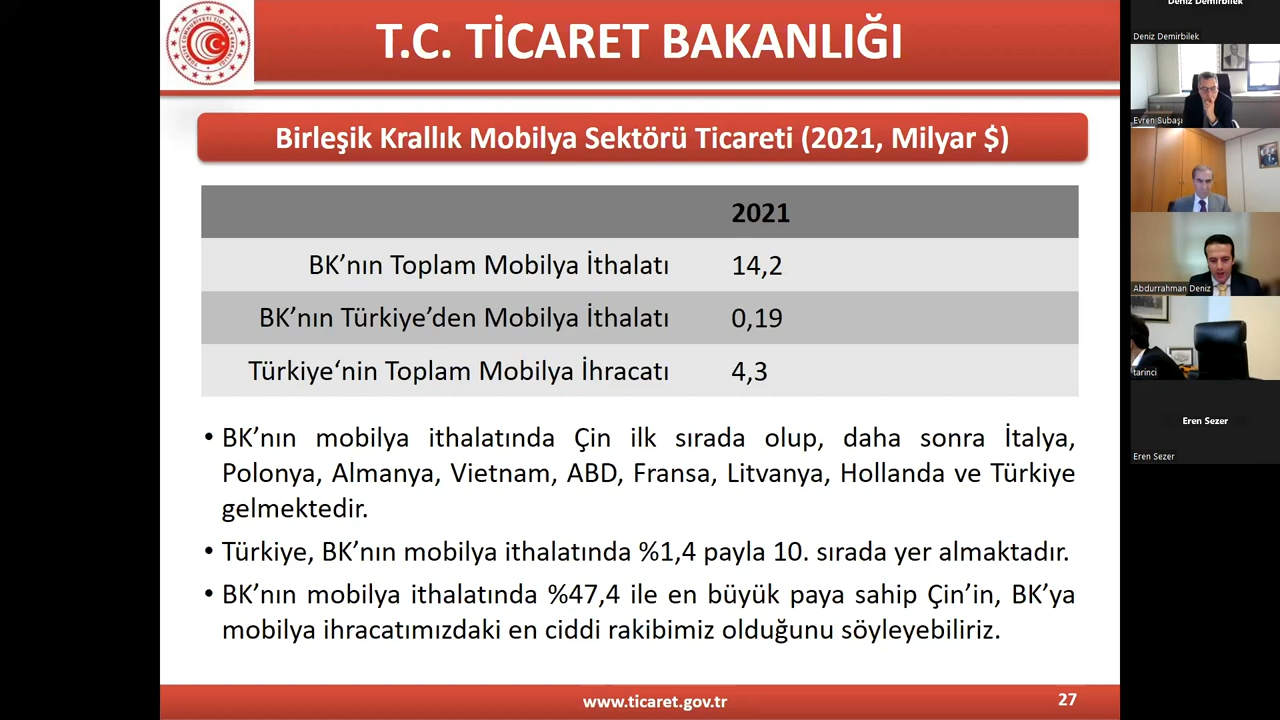 T.C. TİCARET BAKANLIĞI
Birleşik Krallık Mobilya Sektörü Ticareti (2021, Milyar $)
2021
BK’nın Toplam Mobilya İthalatı 14,2
BK’nın Türkiye’den Mobilya İthalatı 0,19
Türkiye‘nin Toplam Mobilya İhracatı 4,3
• BK’nın mobilya ithalatında Çin ilk sırada olup, daha sonra İtalya,
Polonya, Almanya, Vietnam, ABD, Fransa, Litvanya, Hollanda ve Türkiye
gelmektedir.
• Türkiye, BK’nın mobilya ithalatında %1,4 payla 10. sırada yer almaktadır.
• BK’nın mobilya ithalatında %47,4 ile en büyük paya sahip Çin’in, BK’ya
mobilya ihracatımızdaki en ciddi rakibimiz olduğunu söyleyebiliriz.
www.ticaret.gov.tr
27
Deniz Demirbilek
Deniz Demirbilek
Evren Subaşı
Abdurrahman Deniz
tarinci
Eren Sezer
Eren Sezer